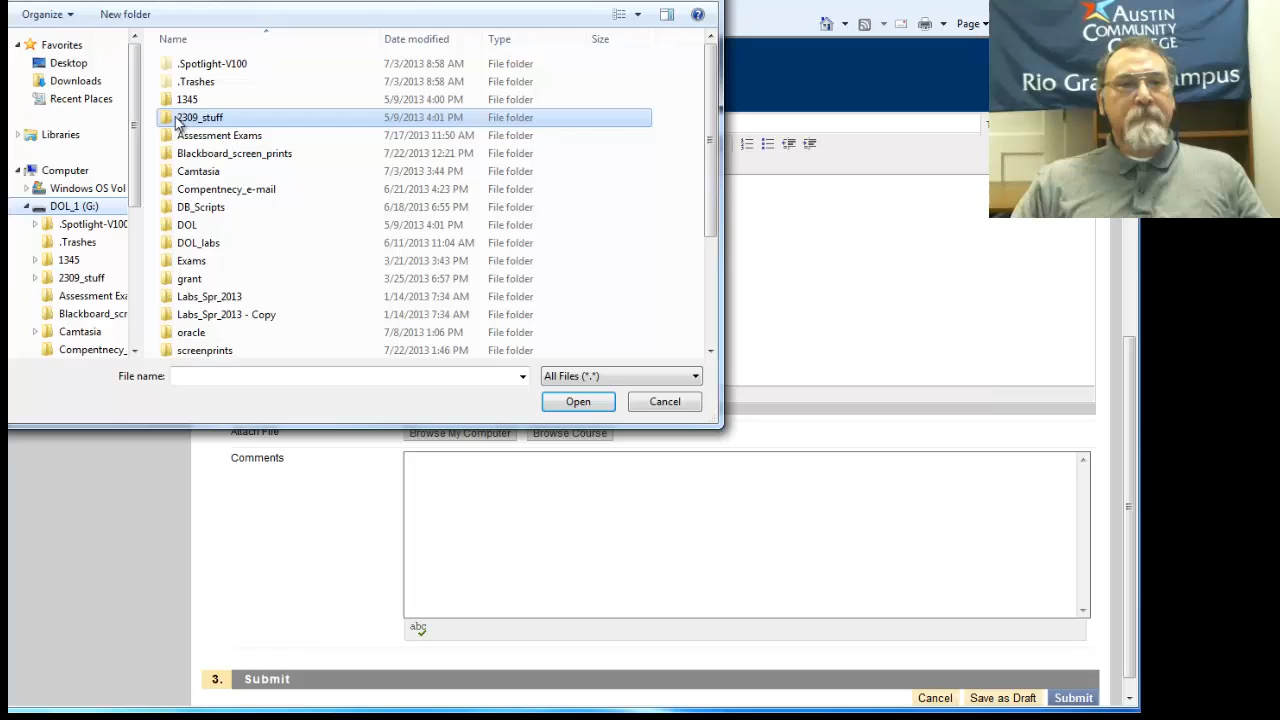 Organize
New folder
Page
AUSTIN
COMMUNITY
COLLEGE
Rio Gra Campus
Favorites
Desktop
Downloads
Recent Places
Libraries
Computer
Windows OS Vol
DOL_1 (G:)
.Spotlight-V100
.Trashes
1345
2309_stuff
Assessment Exa
Blackboard_scr
Camtasia
Compentnecy_
Name Date modified Type Size
.Spotlight-V100 7/3/2013 8:58 AM File folder
.Trashes 7/3/2013 8:58 AM File folder
1345 5/9/2013 4:00 PM File folder
2309_stuff 5/9/2013 4:01 PM File folder
Assessment Exams 7/17/2013 11:50 AM File folder
Blackboard_screen_prints 7/22/2013 12:21 PM File folder
Camtasia 7/3/2013 3:44 PM File folder
Compentnecy_e-mail 6/21/2013 4:23 PM File folder
DB_Scripts 6/18/2013 6:55 PM File folder
DOL 5/9/2013 4:01 PM File folder
DOL_labs 6/11/2013 11:04 AM File folder
Exams 3/21/2013 3:43 PM File folder
grant 3/25/2013 6:57 PM File folder
Labs_Spr_2013 1/14/2013 7:34 AM File folder
Labs_Spr_2013 - Copy 1/14/2013 7:34 AM File folder
oracle 7/8/2013 1:06 PM File folder
screenprints 7/22/2013 1:46 PM File folder
File name:
All Files (*.*)
Open
Cancel
Attach File
Browse My Computer
Browse Course
Comments
abc
3. Submit
Cancel
Save as Draft
Submit